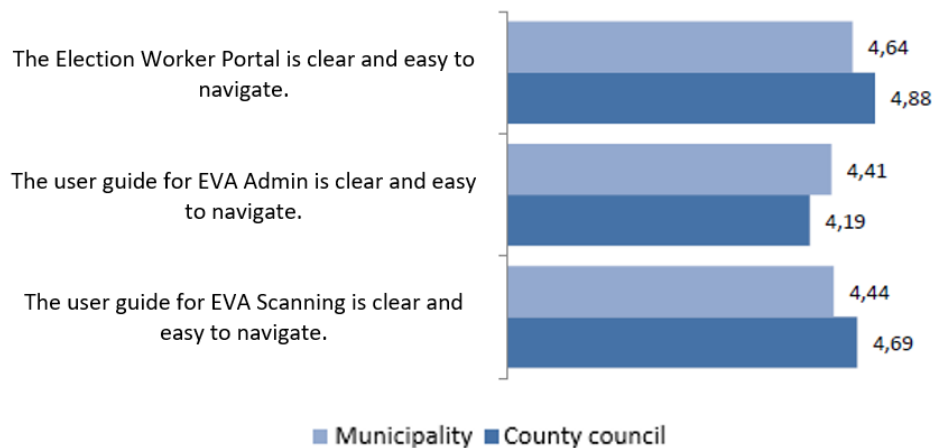 The Election Worker Portal is clear and easy to
navigate.
4,64
4,88
The user guide for EVA Admin is clear and easy
to navigate.
4,41
4,19
The user guide for EVA Scanning is clear and
easy to navigate.
4,44
4,69
Municipality County council